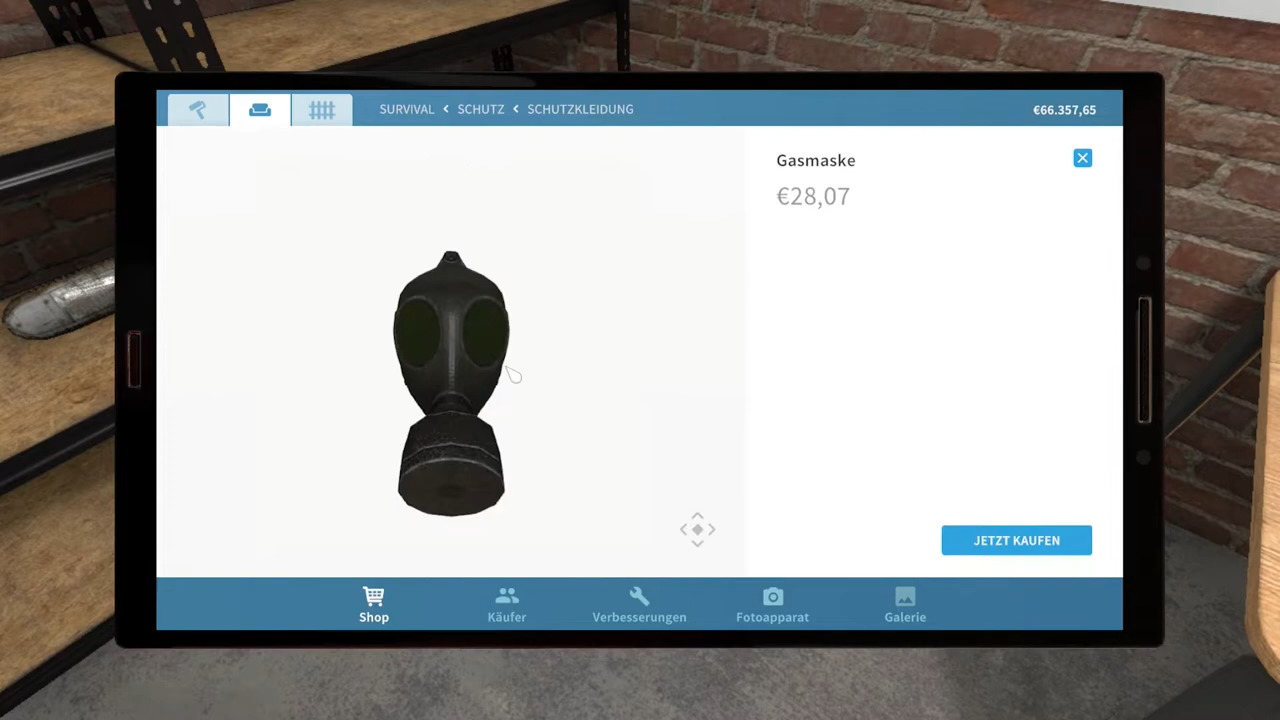 SURVIVAL < SCHUTZ < SCHUTZKLEIDUNG
€66.357,65
Gasmaske
€28,07
JETZT KAUFEN
Shop
Käufer
Verbesserungen
Fotoapparat
Galerie